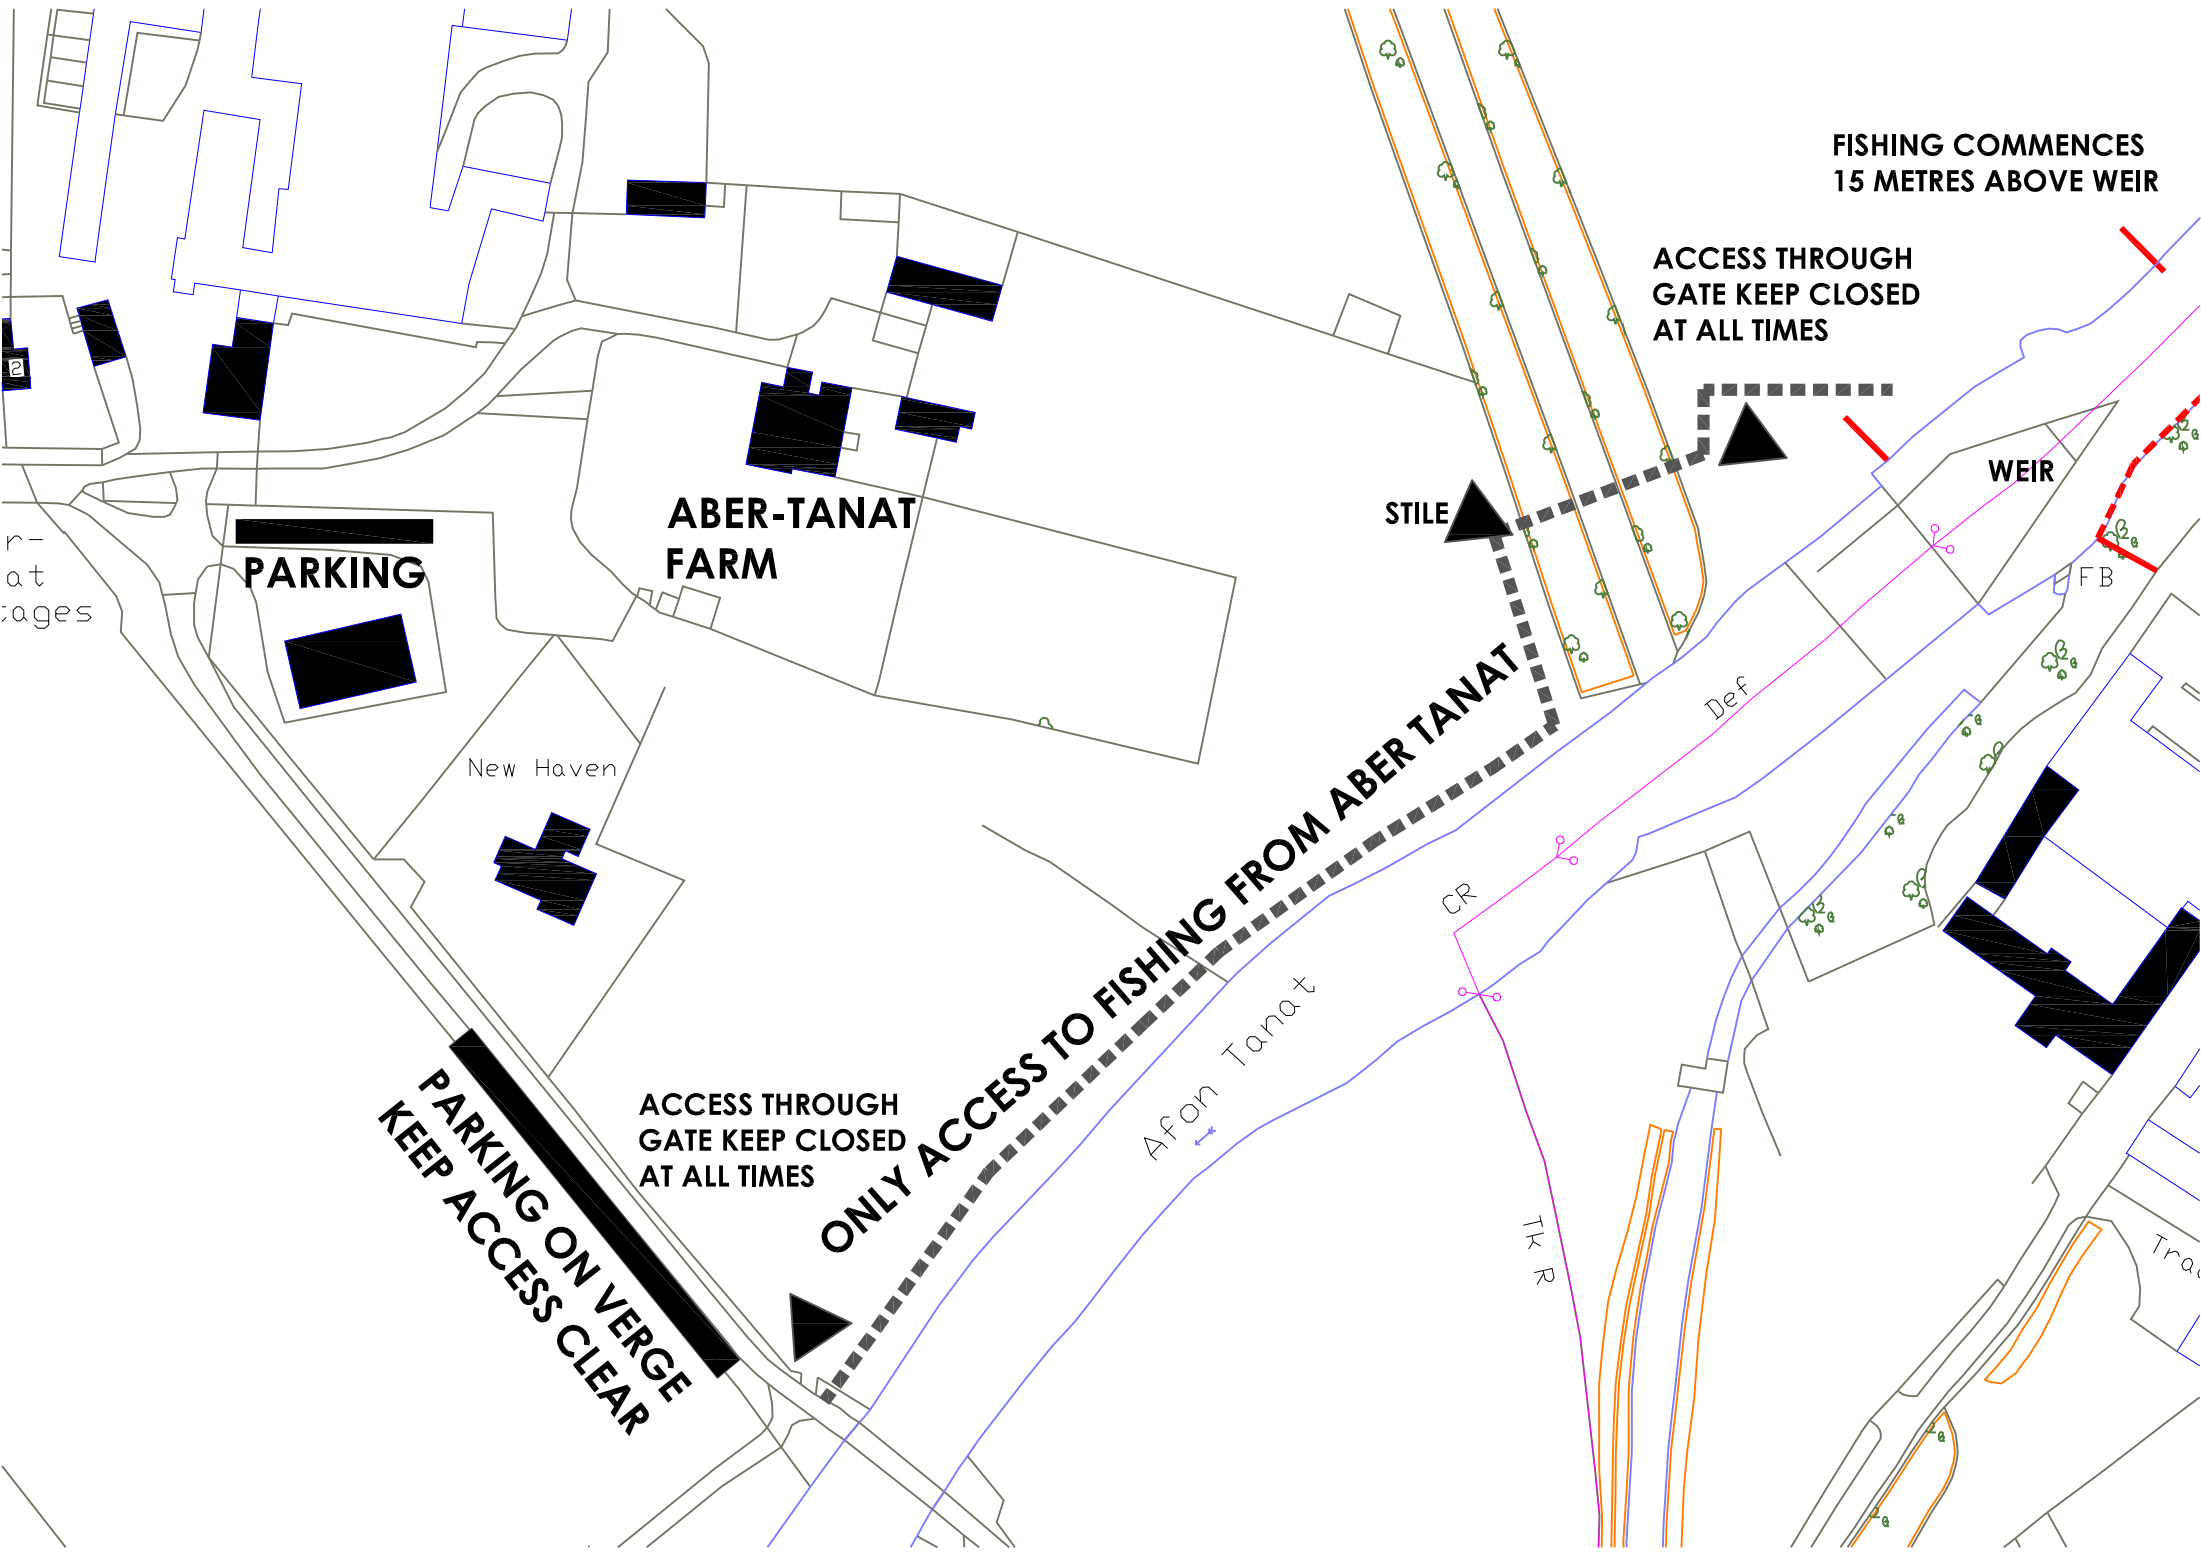 FISHING COMMENCES
15 METRES ABOVE WEIR
ACCESS THROUGH
GATE KEEP CLOSED
AT ALL TIMES
2
WEIR
STILE
ABER-TANAT
FARM
PARKING
FB
New Haven
Def
CR
ONLY ACCESS TO FISHING FROM ABER TANAT
Afon Tanat
ACCESS THROUGH
GATE KEEP CLOSED
AT ALL TIMES
PARKING ON VERGE
KEEP ACCESS CLEAR
Tk R